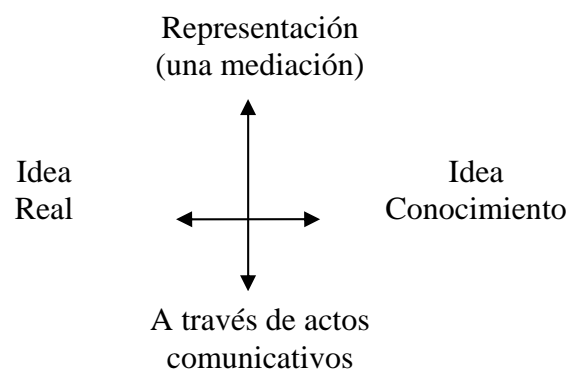 Representación
(una mediación)
Idea
Real
Idea
Conocimiento
A través de actos
comunicativos